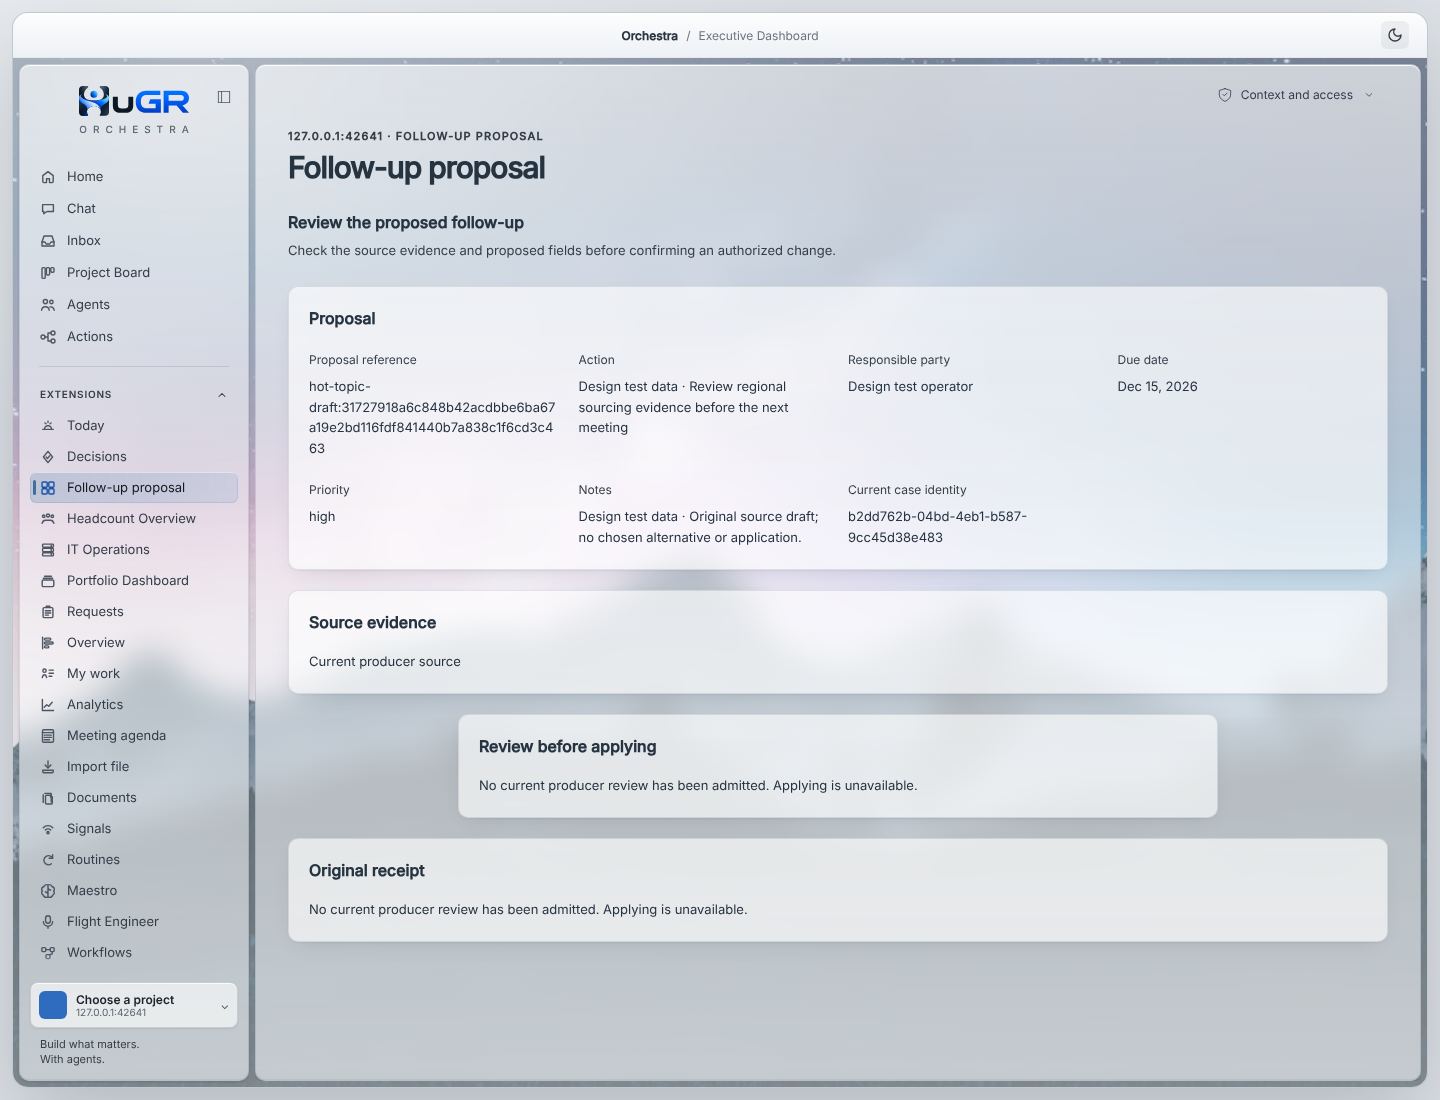 Orchestra / Executive Dashboard
HuGR
ORCHESTRA
Home
Chat
Inbox
Project Board
Agents
Actions
EXTENSIONS
Today
Decisions
Follow-up proposal
Headcount Overview
IT Operations
Portfolio Dashboard
Requests
Overview
My work
Analytics
Meeting agenda
Import file
Documents
Signals
Routines
Maestro
Flight Engineer
Workflows
Choose a project
127.0.0.1:42641
Build what matters.
With agents.
Context and access
127.0.0.1:42641 · FOLLOW-UP PROPOSAL
Follow-up proposal
Review the proposed follow-up
Check the source evidence and proposed fields before confirming an authorized change.
Proposal
Proposal reference
hot-topic-
draft:31727918a6c848b42acdbbe6ba67
a19e2bd116fdf841440b7a838c1f6cd3c4
63
Action
Design test data · Review regional
sourcing evidence before the next
meeting
Responsible party
Design test operator
Due date
Dec 15, 2026
Priority
high
Notes
Design test data · Original source draft;
no chosen alternative or application.
Current case identity
b2dd762b-04bd-4eb1-b587-
9cc45d38e483
Source evidence
Current producer source
Review before applying
No current producer review has been admitted. Applying is unavailable.
Original receipt
No current producer review has been admitted. Applying is unavailable.